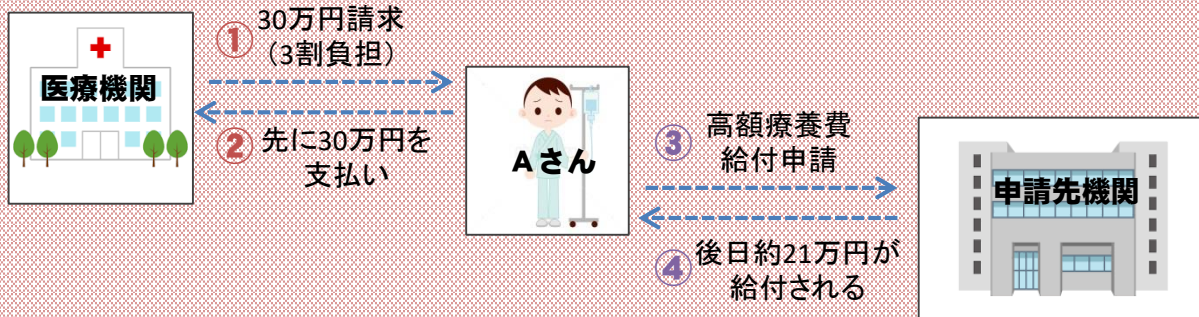 医療機関
①
30万円請求
（3割負担）
②
先に30万円を
支払い
Aさん
③
高額療養費
給付申請
④
後日約21万円が
給付される
申請先機関